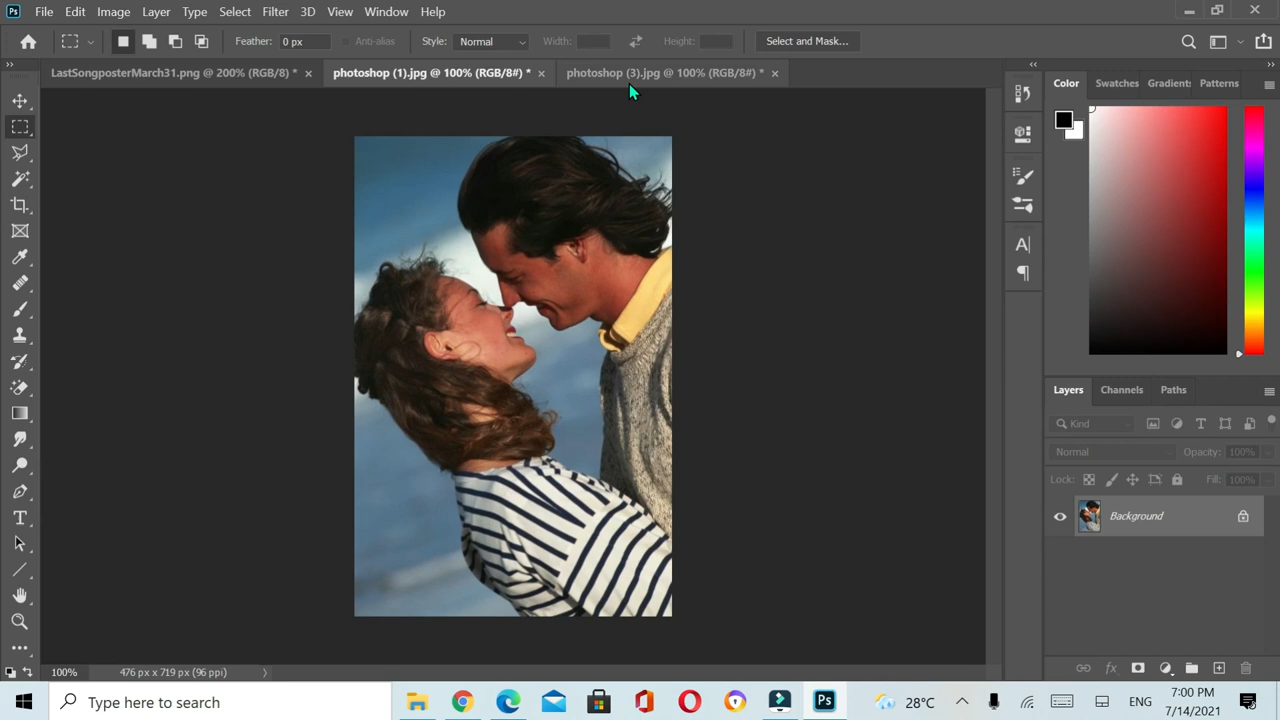 Ps File Edit Image Layer Type Select Filter 3D View Window Help
Feather: 0 px Anti-alias Style: Normal Width: Height: Select and Mask...
LastSongposterMarch31.png @ 200% (RGB/8) * × photoshop (1).jpg @ 100% (RGB/8#) * × photoshop (3).jpg @ 100% (RGB/8#) * ×
Color Swatches Gradients Patterns
Layers Channels Paths
Kind
Normal Opacity: 100%
Lock: Fill: 100%
Background
100% 476 px x 719 px (96 ppi)
Type here to search
Ps
28°C
ENG
7:00 PM
7/14/2021